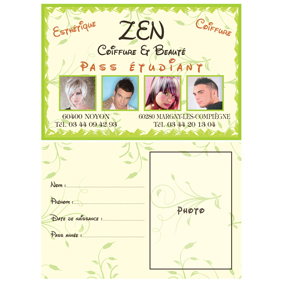 Esthétique
ZEN
Coiffure
Coiffure & Beauté
Pass étudiant
60400 NOYON
60280 MARGNY-LÈS-COMPIÈGNE
Tél. 03 44 09 42 93
Tél. 03 44 20 13 04
Nom :
Prénom :
Date de naissance :
Pass année :
PHOTO